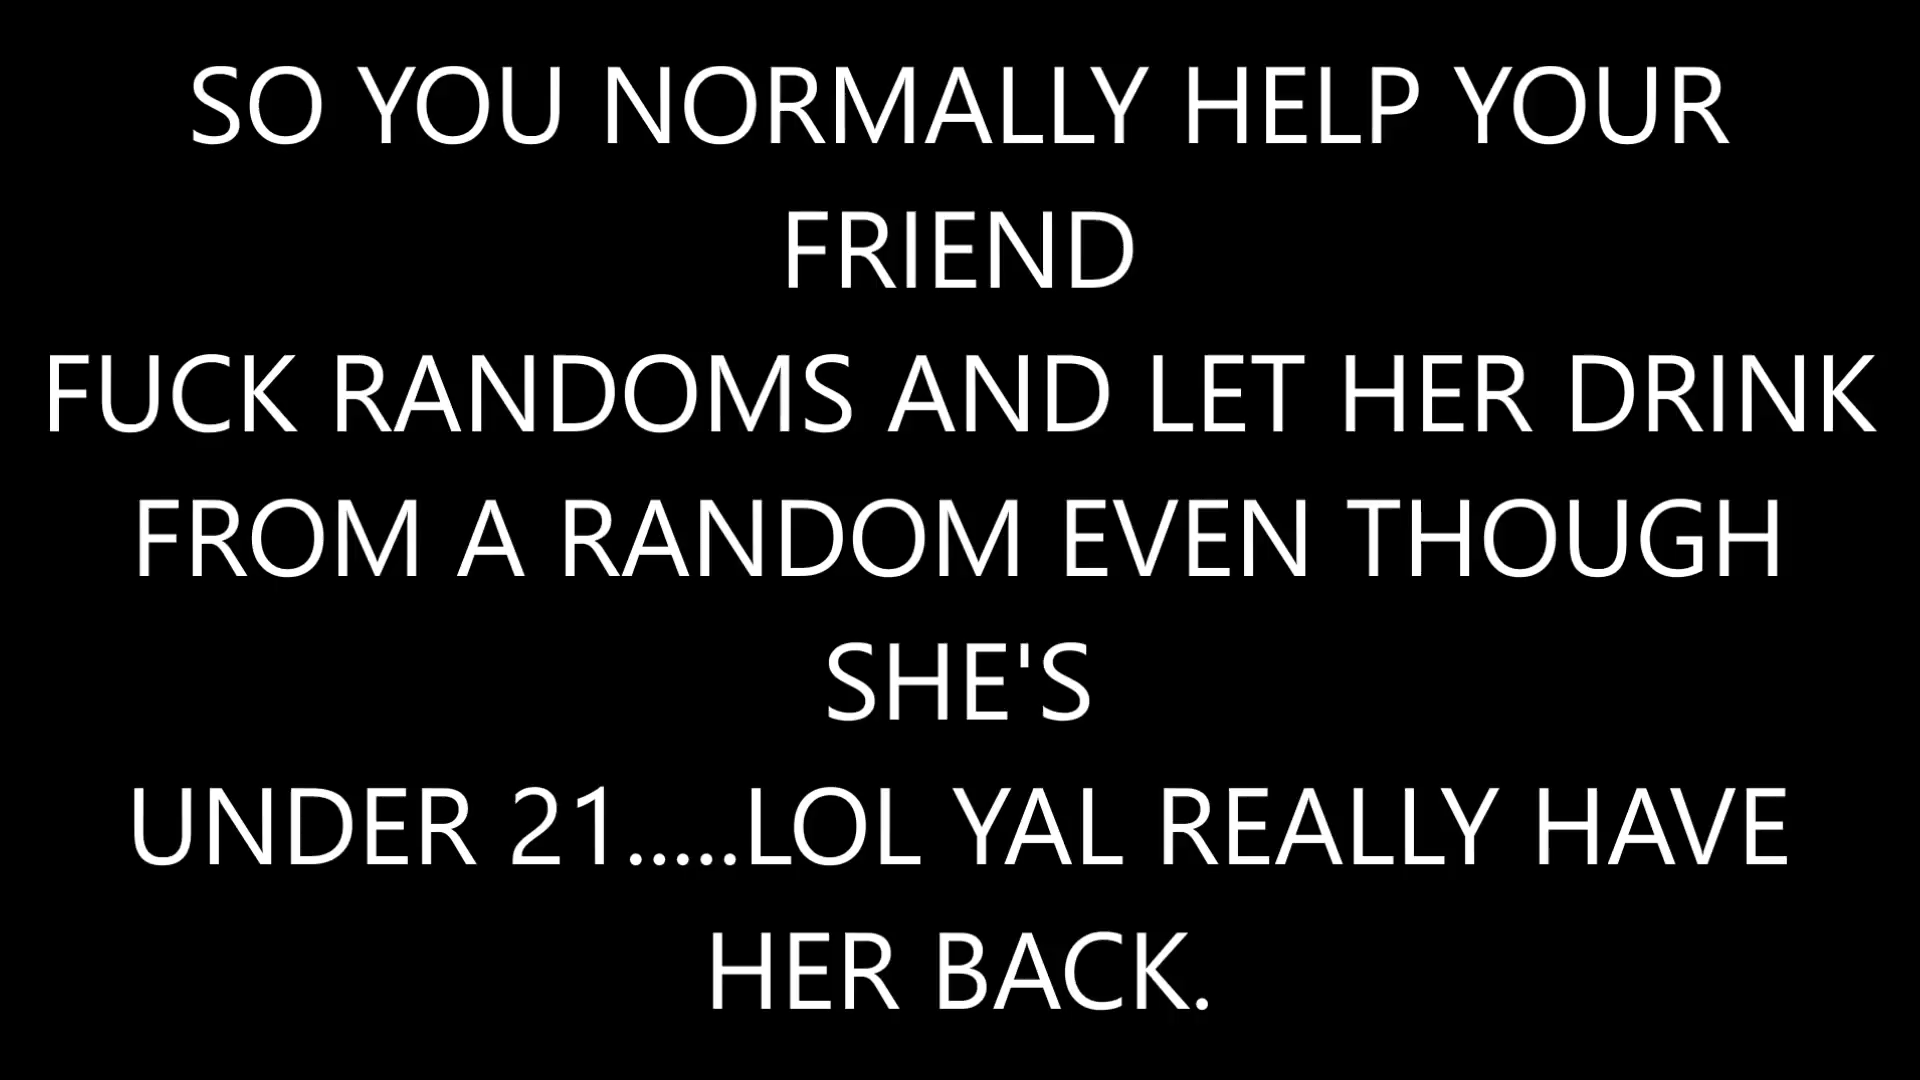 SO YOU NORMALLY HELP YOUR
FRIEND
FUCK RANDOMS AND LET HER DRINK
FROM A RANDOM EVEN THOUGH
SHE'S
UNDER 21.....LOL YAL REALLY HAVE
HER BACK.